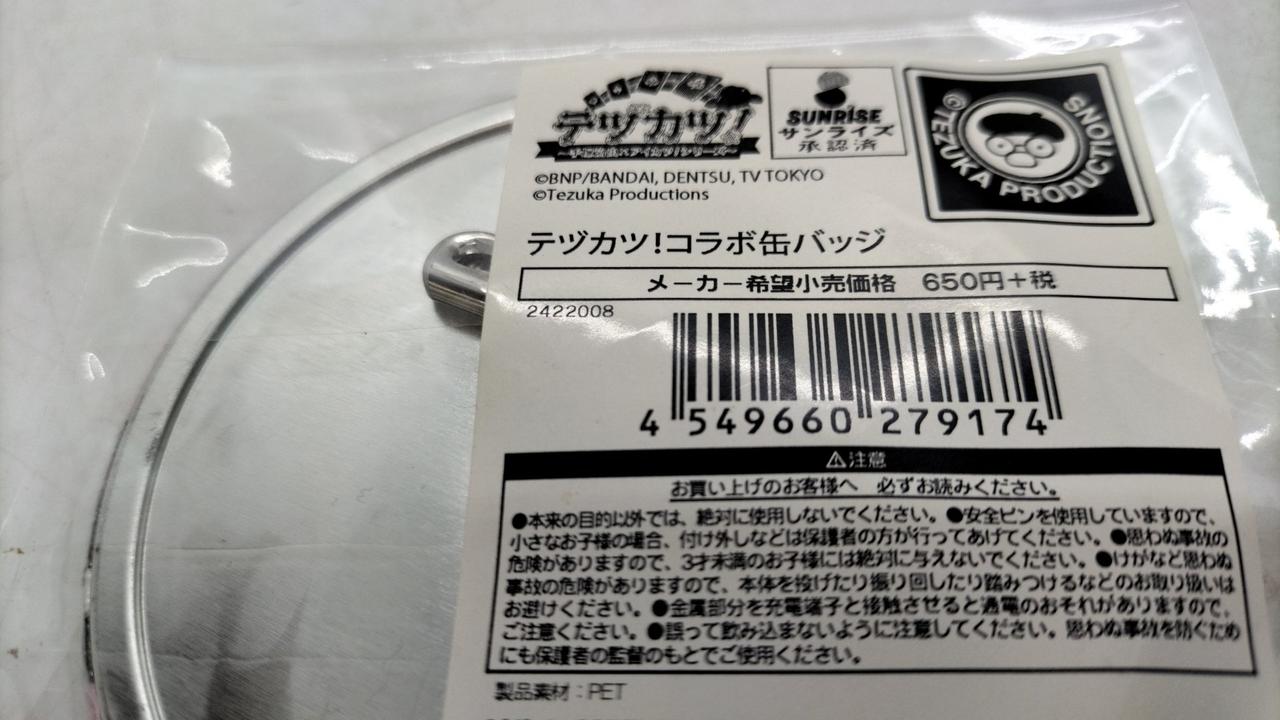 テヅカツ!
～手塚治虫×アイカツ!シリーズ～
SUNRISE
サンライズ
承認済
©TEZUKA PRODUCTIONS
©BNP/BANDAI, DENTSU, TV TOKYO
©Tezuka Productions
テヅカツ!コラボ缶バッジ
メーカー希望小売価格 650円+税
2422008
4 549660 279174
⚠注意
お買い上げのお客様へ 必ずお読みください。
●本来の目的以外では、絶対に使用しないでください。●安全ピンを使用していますので、
小さなお子様の場合、付け外しなどは保護者の方が行ってあげてください。●思わぬ事故の
危険がありますので、3才未満のお子様には絶対に与えないでください。●けがなど思わぬ
事故の危険がありますので、本体を投げたり振り回したり踏みつけるなどのお取り扱いは
お避けください。●金属部分を充電端子と接触させると通電のおそれがありますので、
ご注意ください。●誤って飲み込まないように注意してください。思わぬ事故を防ぐため
にも保護者の監督のもとでご使用ください。
製品素材：PET